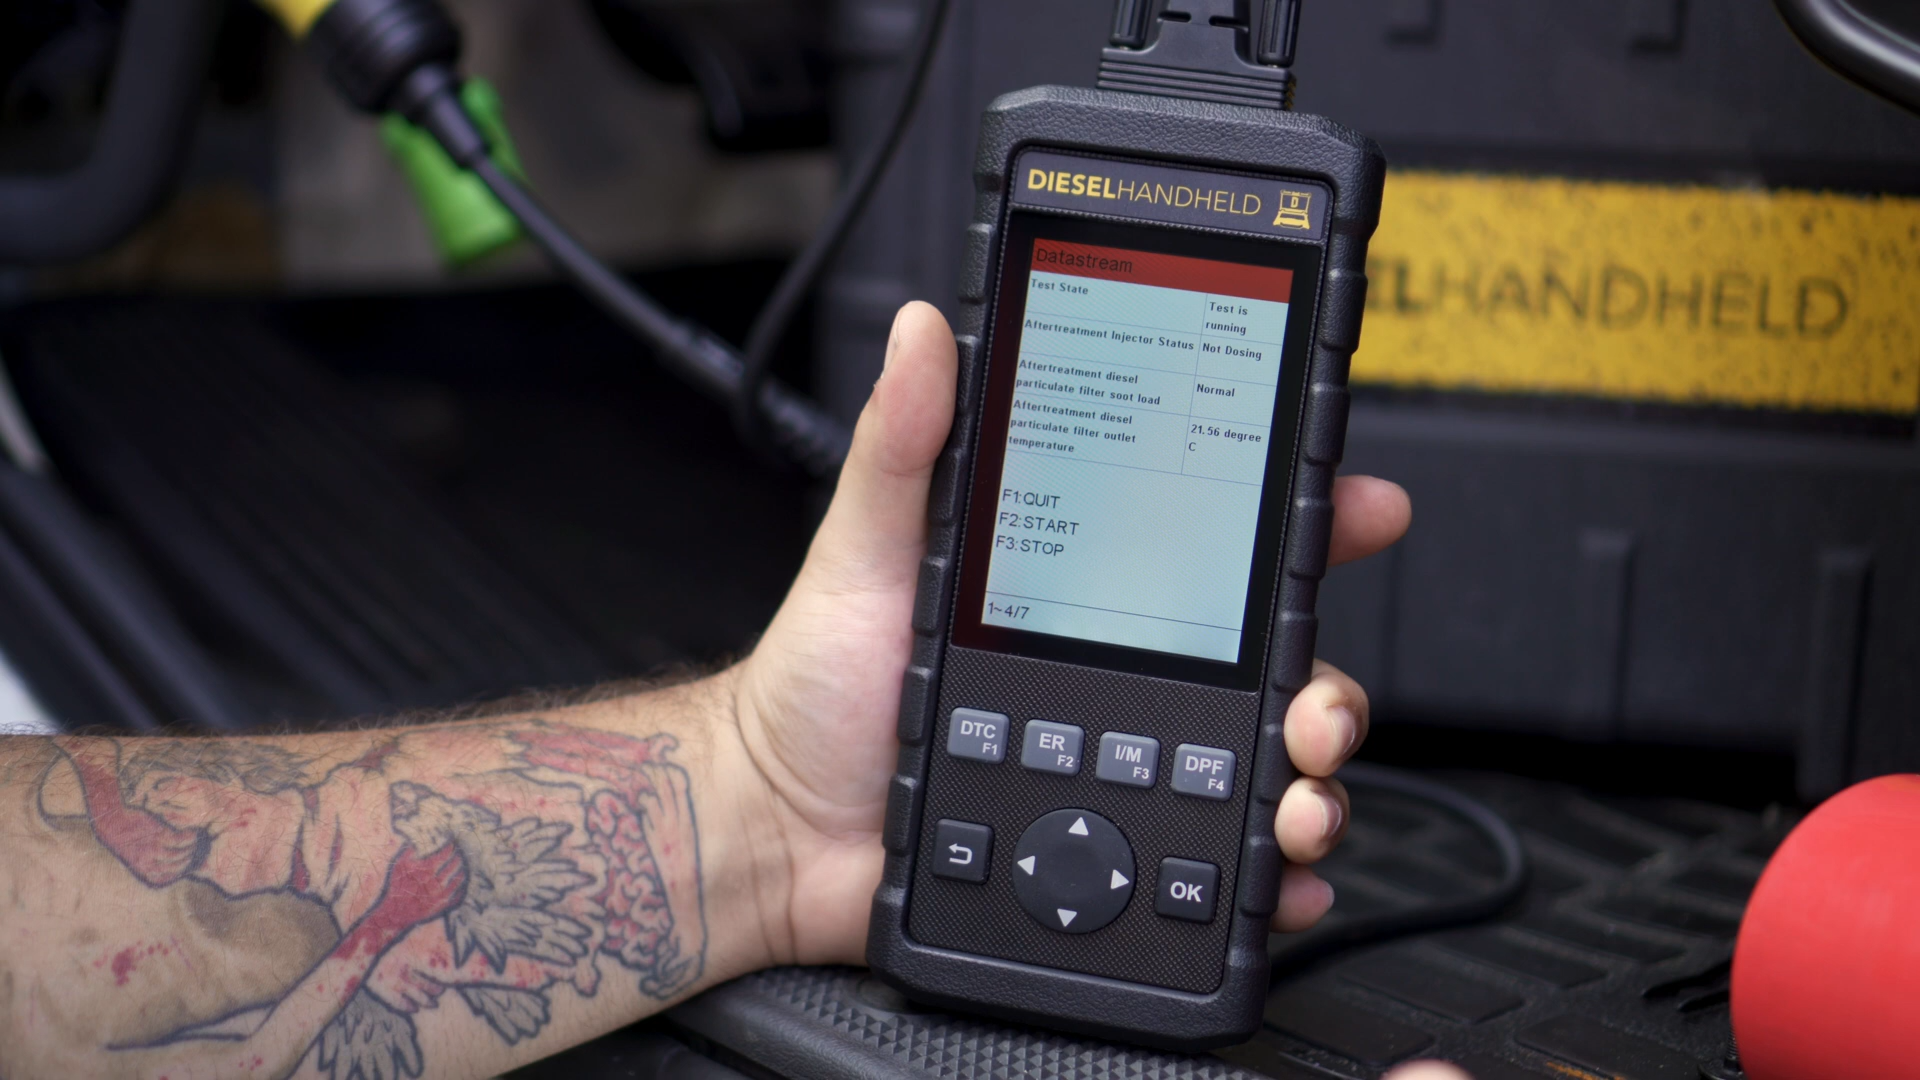 DIESELHANDHELD
Datastream
Test State
Test is
running
Aftertreatment Injector Status
Not Dosing
Aftertreatment diesel
particulate filter soot load
Normal
Aftertreatment diesel
particulate filter outlet
temperature
21.56 degree
C
F1:QUIT
F2:START
F3:STOP
1~4/7
DTC F1
ER F2
I/M F3
DPF F4
OK
ELHANDHELD